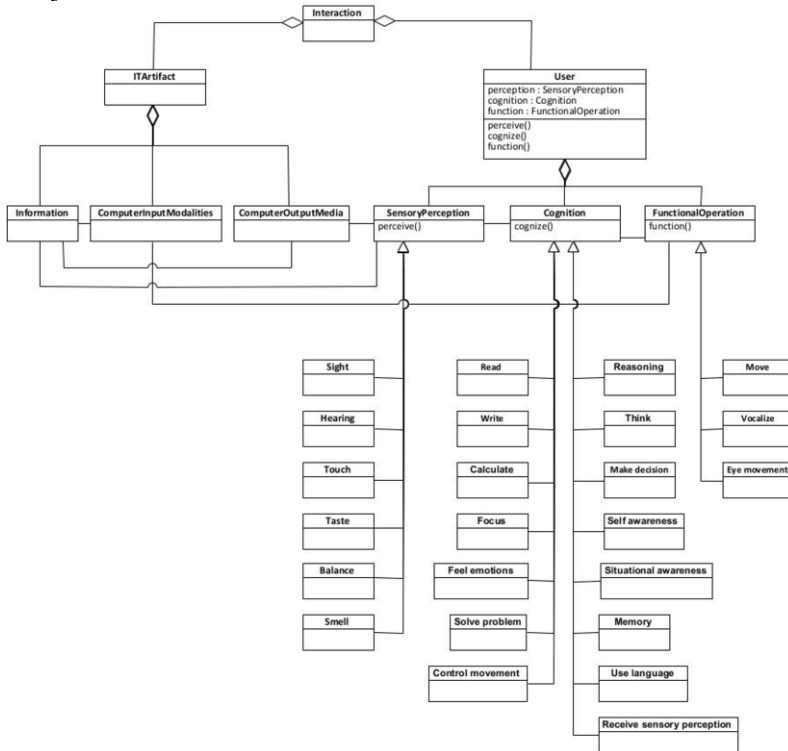 Interaction
ITArtifact
User
perception : SensoryPerception
cognition : Cognition
function : FunctionalOperation
perceive()
cognize()
function()
Information
ComputerInputModalities
ComputerOutputMedia
SensoryPerception
perceive()
Cognition
cognize()
FunctionalOperation
function()
Sight
Read
Reasoning
Move
Hearing
Write
Think
Vocalize
Touch
Calculate
Make decision
Eye movement
Taste
Focus
Self awareness
Balance
Feel emotions
Situational awareness
Smell
Solve problem
Memory
Control movement
Use language
Receive sensory perception